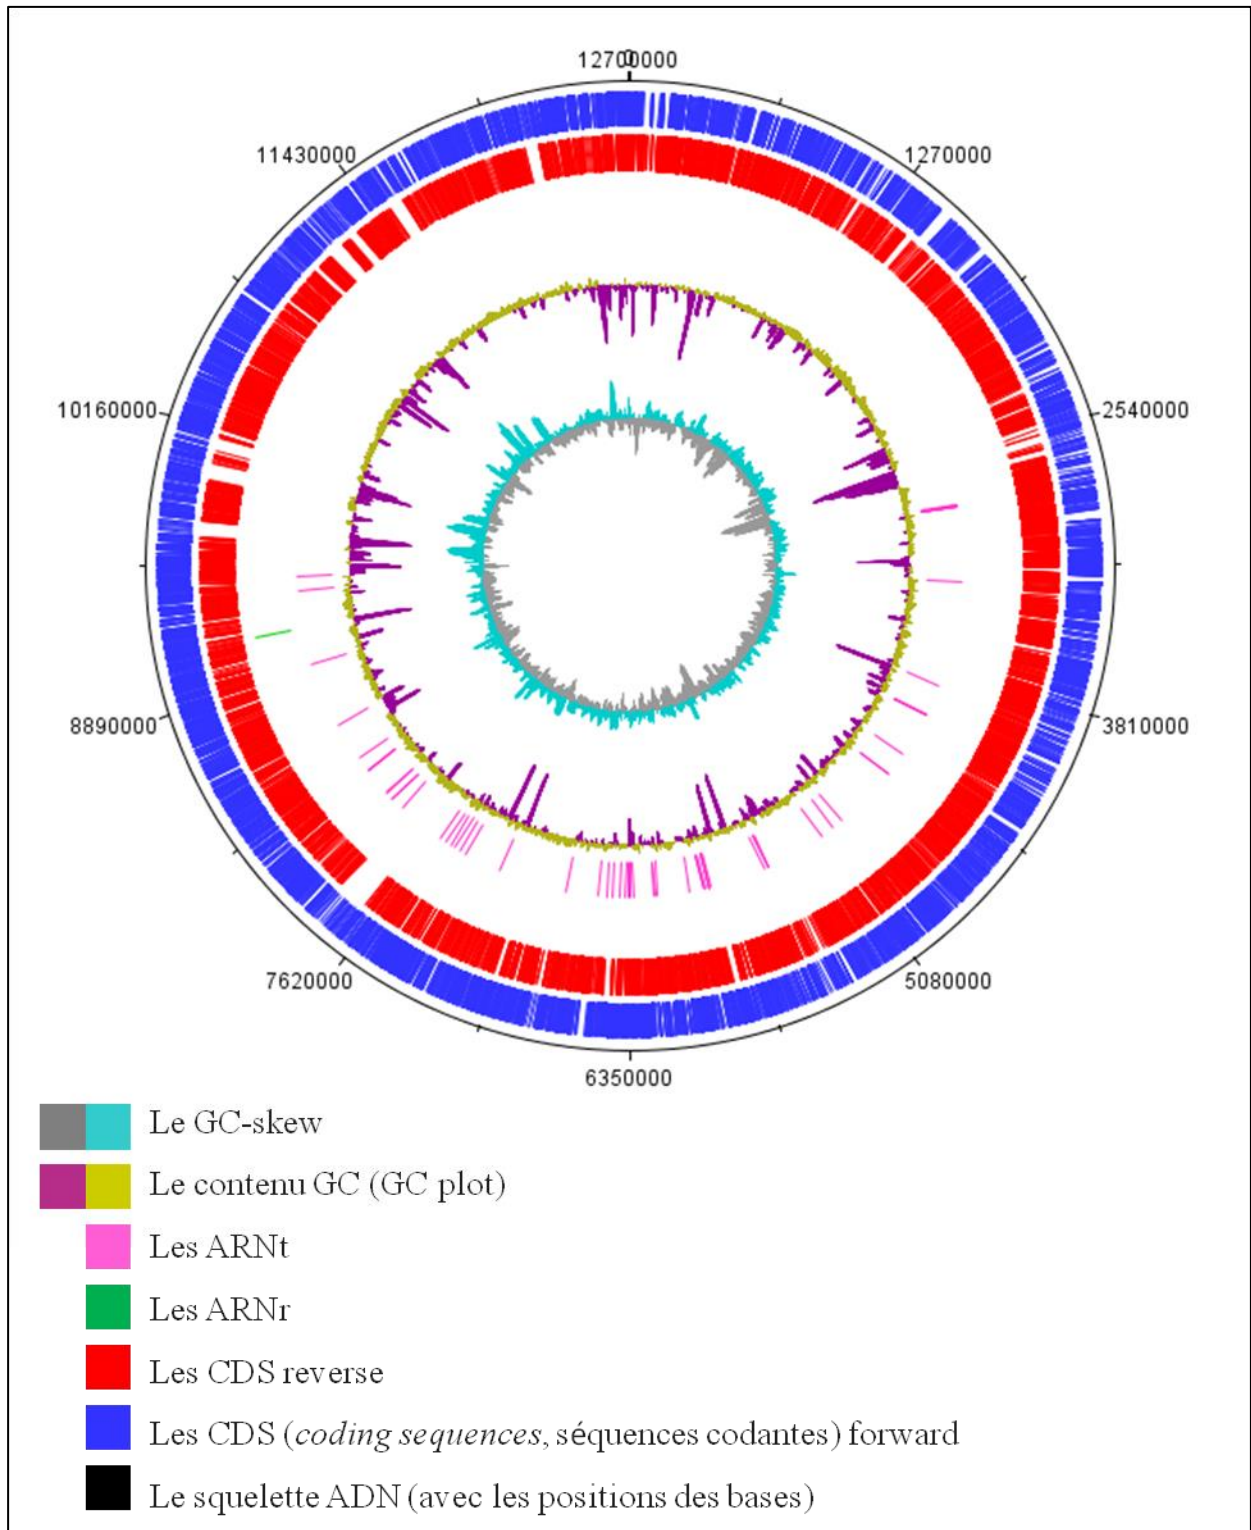 12700000
0
11430000
1270000
10160000
2540000
8890000
3810000
7620000
5080000
6350000
Le GC-skew
Le contenu GC (GC plot)
Les ARNt
Les ARNr
Les CDS reverse
Les CDS (coding sequences, séquences codantes) forward
Le squelette ADN (avec les positions des bases)